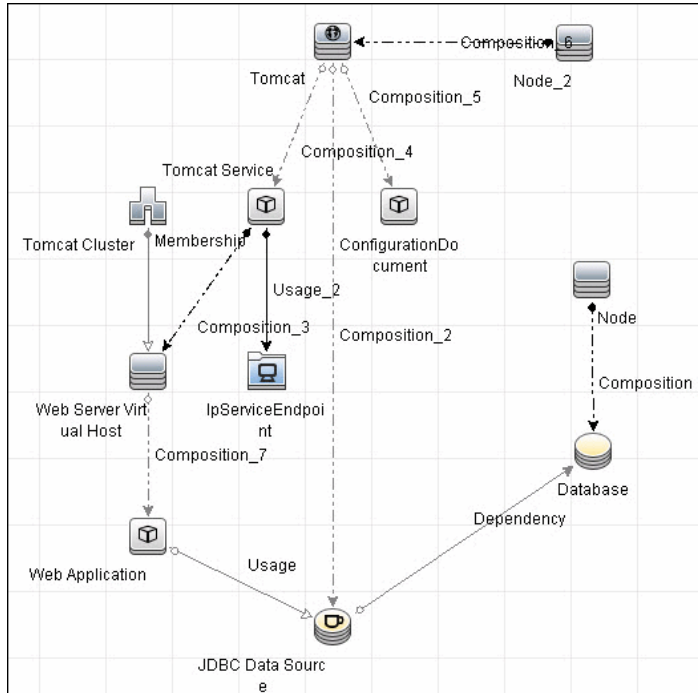 Composition_6
Tomcat
Node_2
Composition_5
Composition_4
Tomcat Service
Tomcat Cluster
Membership
ConfigurationDo
cument
Usage_2
Node
Composition_3
Composition_2
Composition
Web Server Virt
ual Host
IpServiceEndpoi
nt
Composition_7
Database
Dependency
Usage
Web Application
JDBC Data Sourc
e